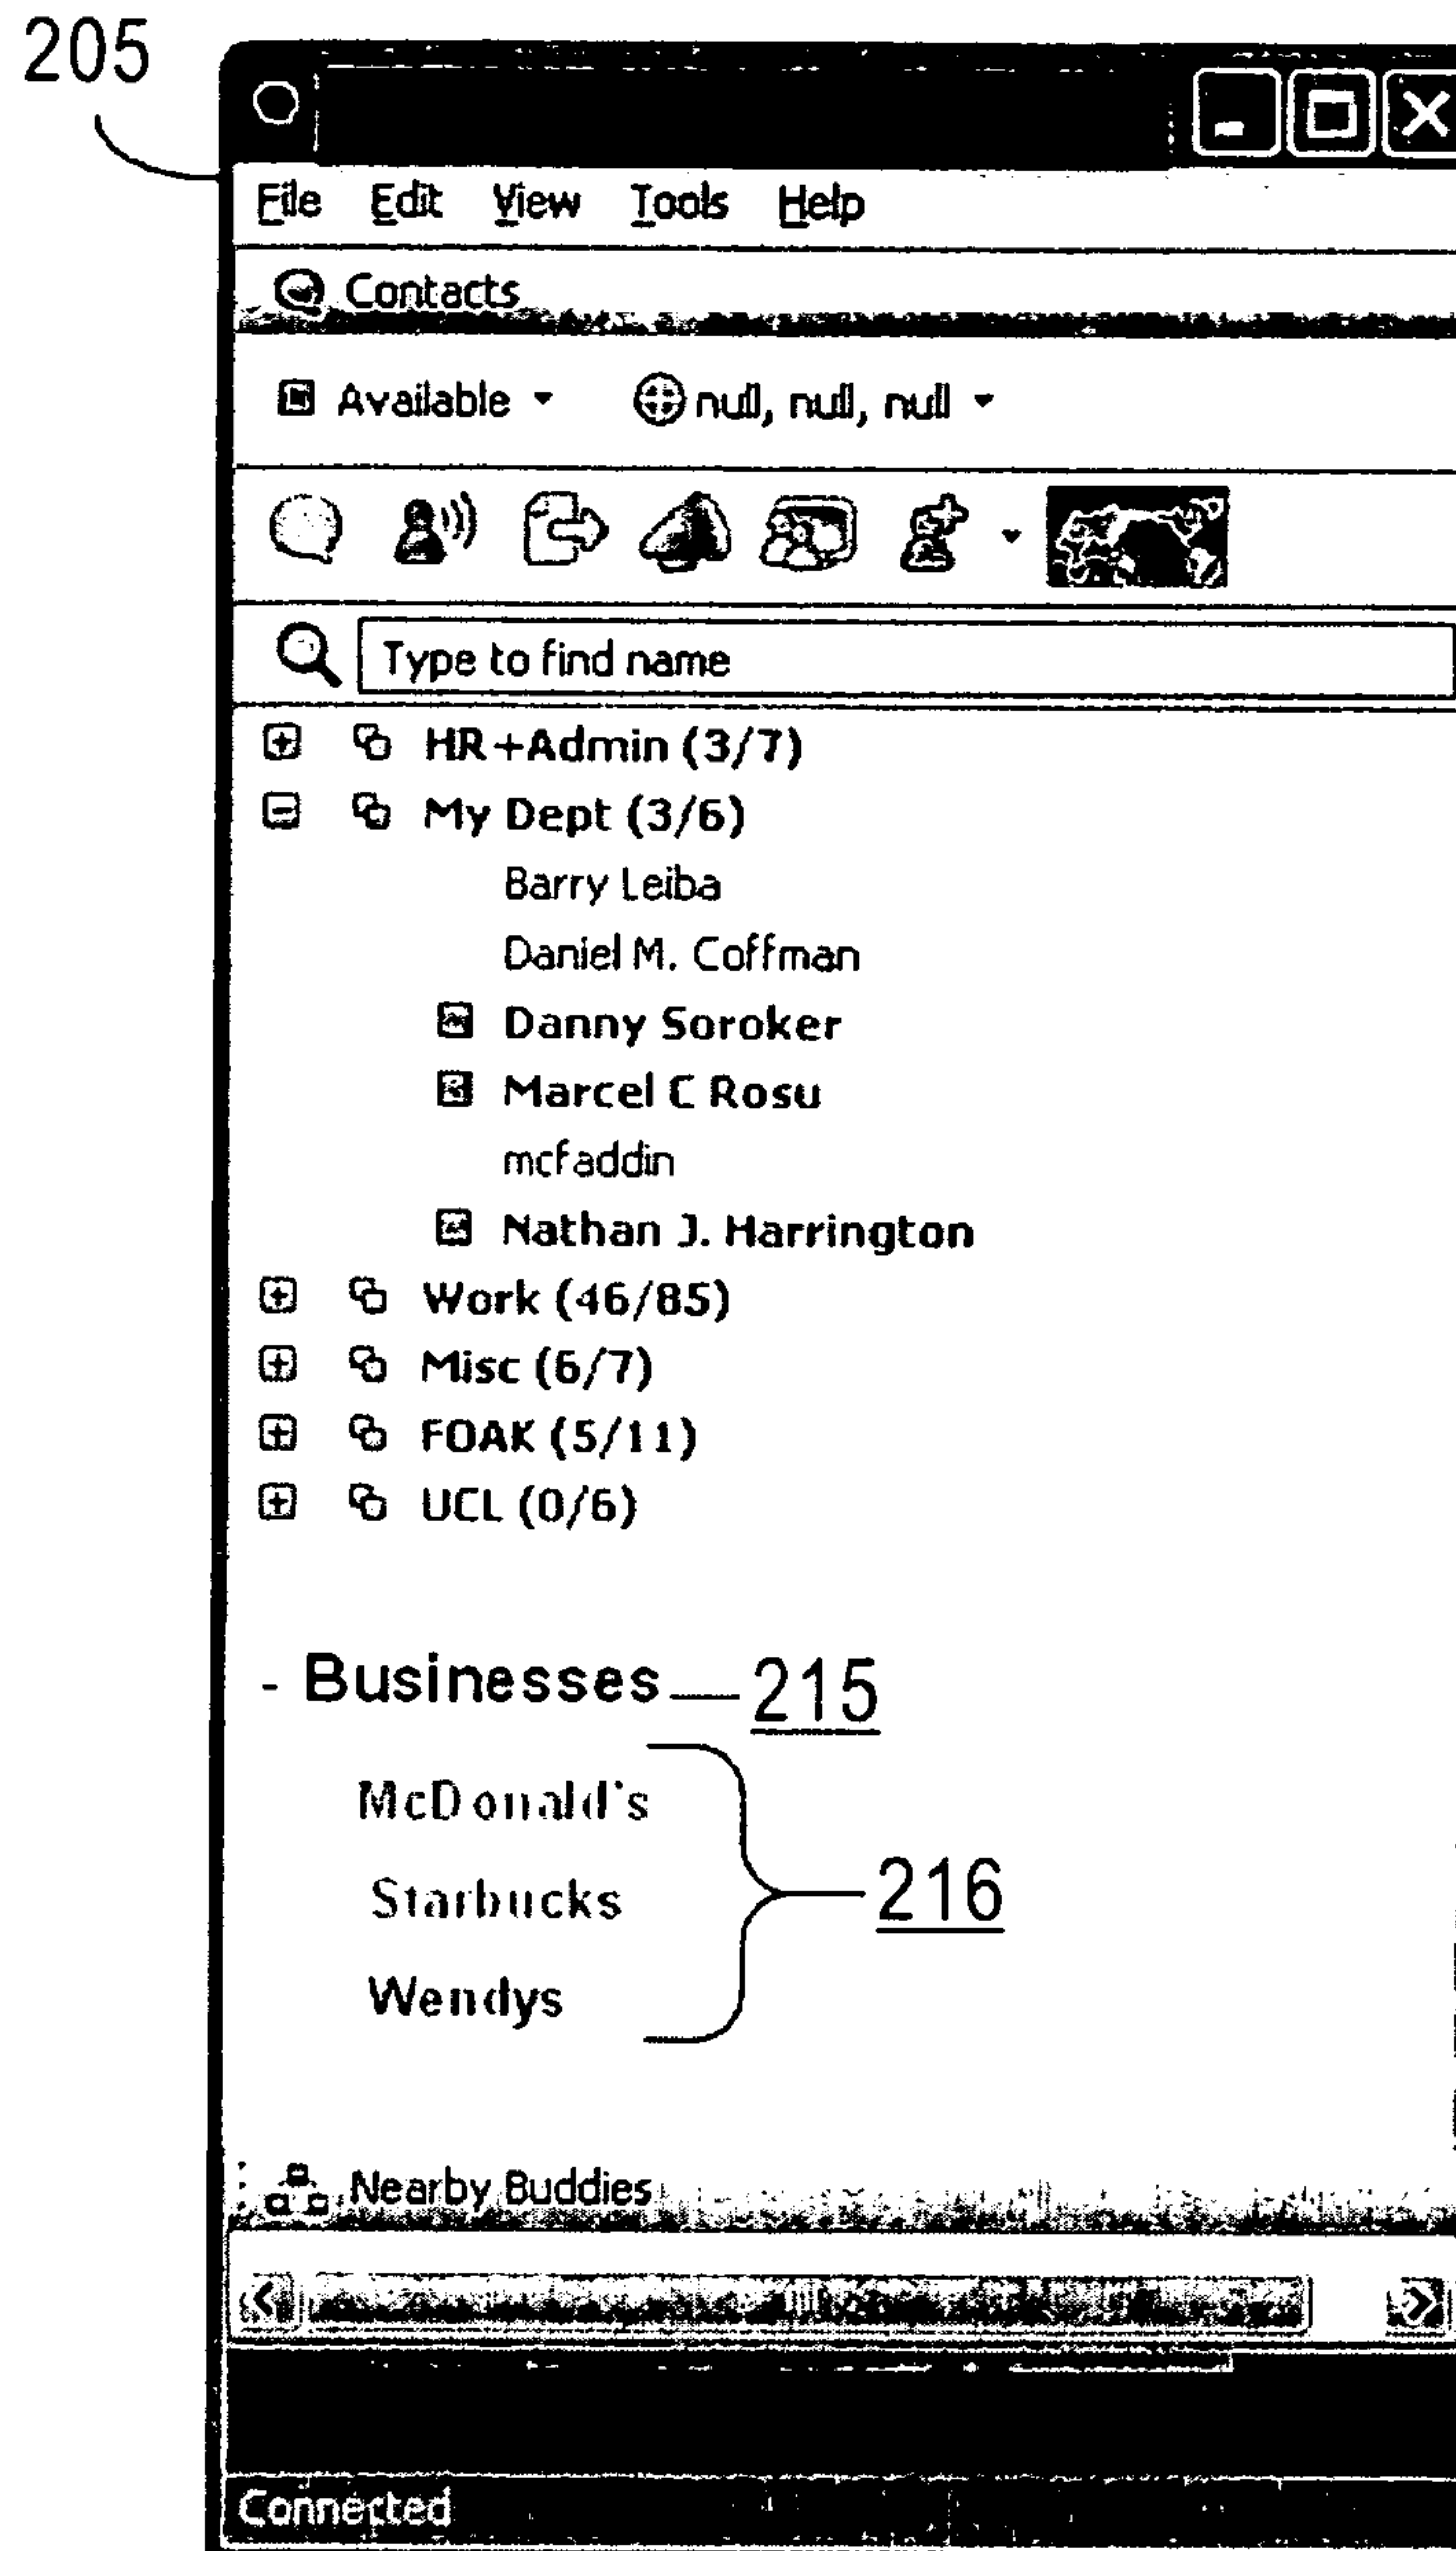 205
File Edit View Tools Help
Contacts
Available null, null, null
Type to find name
HR+Admin (3/7)
My Dept (3/6)
Barry Leiba
Daniel M. Coffman
Danny Soroker
Marcel C Rosu
mcfaddin
Nathan J. Harrington
Work (46/85)
Misc (6/7)
FOAK (5/11)
UCL (0/6)
- Businesses 215
McDonald's
Starbucks 216
Wendys
Nearby Buddies
Connected